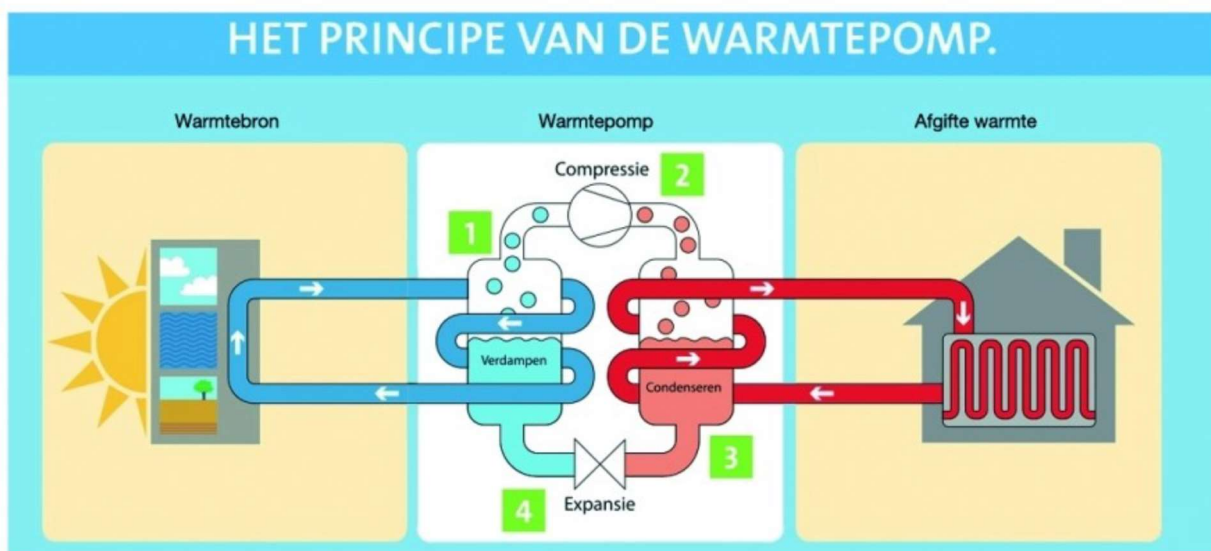 HET PRINCIPE VAN DE WARMTEPOMP.
Warmtebron
Warmtepomp
Afgifte warmte
Compressie
2
1
Verdampen
Condenseren
3
4
Expansie